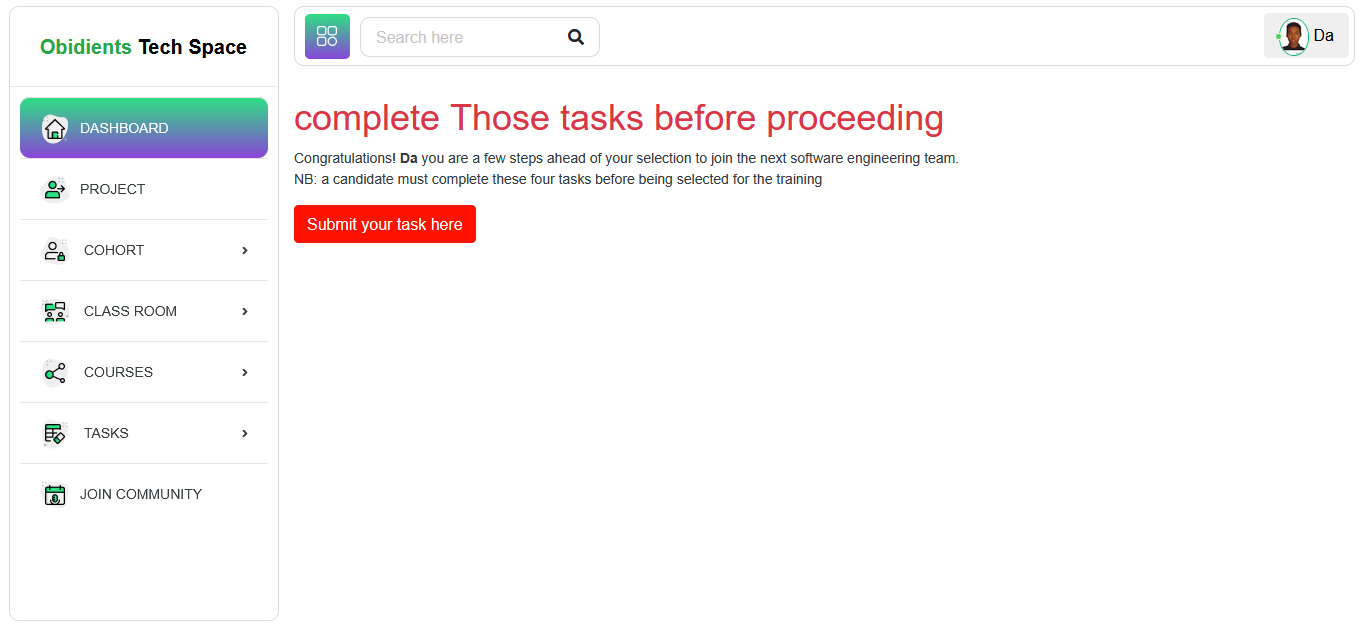 Obidients Tech Space
DASHBOARD
PROJECT
COHORT
CLASS ROOM
COURSES
TASKS
JOIN COMMUNITY
Search here
Da
complete Those tasks before proceeding
Congratulations! Da you are a few steps ahead of your selection to join the next software engineering team.
NB: a candidate must complete these four tasks before being selected for the training
Submit your task here